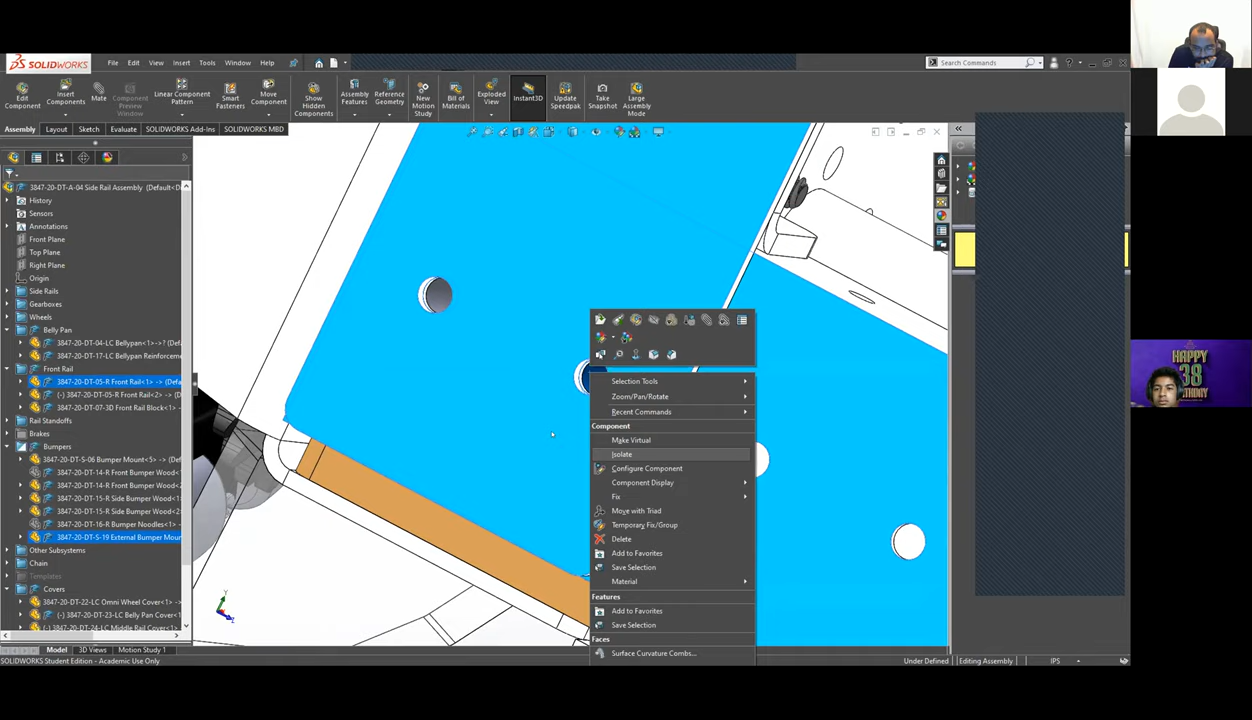 SOLIDWORKS
File Edit View Insert Tools Window Help
Search Commands
Edit Component
Insert Components
Mate
Component Preview Window
Linear Component Pattern
Smart Fasteners
Move Component
Show Hidden Components
Assembly Features
Reference Geometry
New Motion Study
Bill of Materials
Exploded View
Instant3D
Update Speedpak
Take Snapshot
Large Assembly Mode
Assembly Layout Sketch Evaluate SOLIDWORKS Add-Ins SOLIDWORKS MBD
3847-20-DT-A-04 Side Rail Assembly (Default<D
History
Sensors
Annotations
Front Plane
Top Plane
Right Plane
Origin
Side Rails
Gearboxes
Wheels
Belly Pan
3847-20-DT-04-LC Bellypan<1>->? (Def
3847-20-DT-17-LC Bellypan Reinforceme
Front Rail
3847-20-DT-05-R Front Rail<1> -> (Defa
(-) 3847-20-DT-05-R Front Rail<2> -> (D
3847-20-DT-07-3D Front Rail Block<1>
Rail Standoffs
Brakes
Bumpers
3847-20-DT-S-06 Bumper Mount<5> ->
3847-20-DT-14-R Front Bumper Wood<
3847-20-DT-14-R Front Bumper Wood<
3847-20-DT-15-R Side Bumper Wood<1
3847-20-DT-15-R Side Bumper Wood<
3847-20-DT-16-R Bumper Noodles<1>
3847-20-DT-S-19 External Bumper Moun
Other Subsystems
Chain
Templates
Covers
3847-20-DT-22-LC Omni Wheel Cover<1>
(-) 3847-20-DT-23-LC Belly Pan Cover<1
(-) 3847-20-DT-24-LC Middle Rail Cover<1
Selection Tools
Zoom/Pan/Rotate
Recent Commands
Component
Make Virtual
Isolate
Configure Component
Component Display
Fix
Move with Triad
Temporary Fix/Group
Delete
Add to Favorites
Save Selection
Material
Features
Add to Favorites
Save Selection
Faces
Surface Curvature Combs...
Y
Z
HAPPY
38
BIRTHDAY
Model 3D Views Motion Study 1
SOLIDWORKS Student Edition - Academic Use Only
Under Defined Editing Assembly IPS